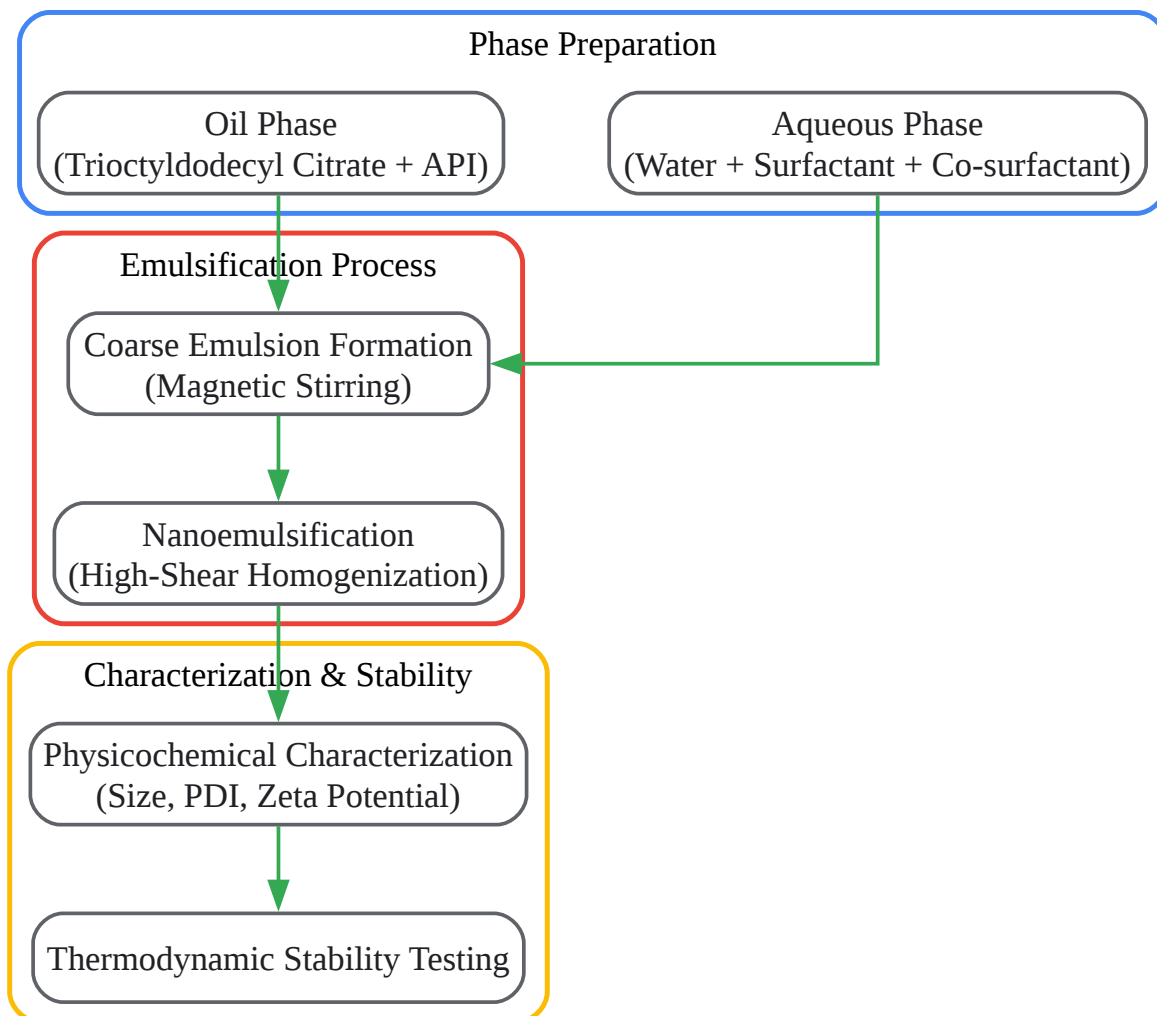 Phase Preparation
Oil Phase
(Trioctyldodecyl Citrate + API)
Aqueous Phase
(Water + Surfactant + Co-surfactant)
Emulsification Process
Coarse Emulsion Formation
(Magnetic Stirring)
Nanoemulsification
(High-Shear Homogenization)
Characterization & Stability
Physicochemical Characterization
(Size, PDI, Zeta Potential)
Thermodynamic Stability Testing